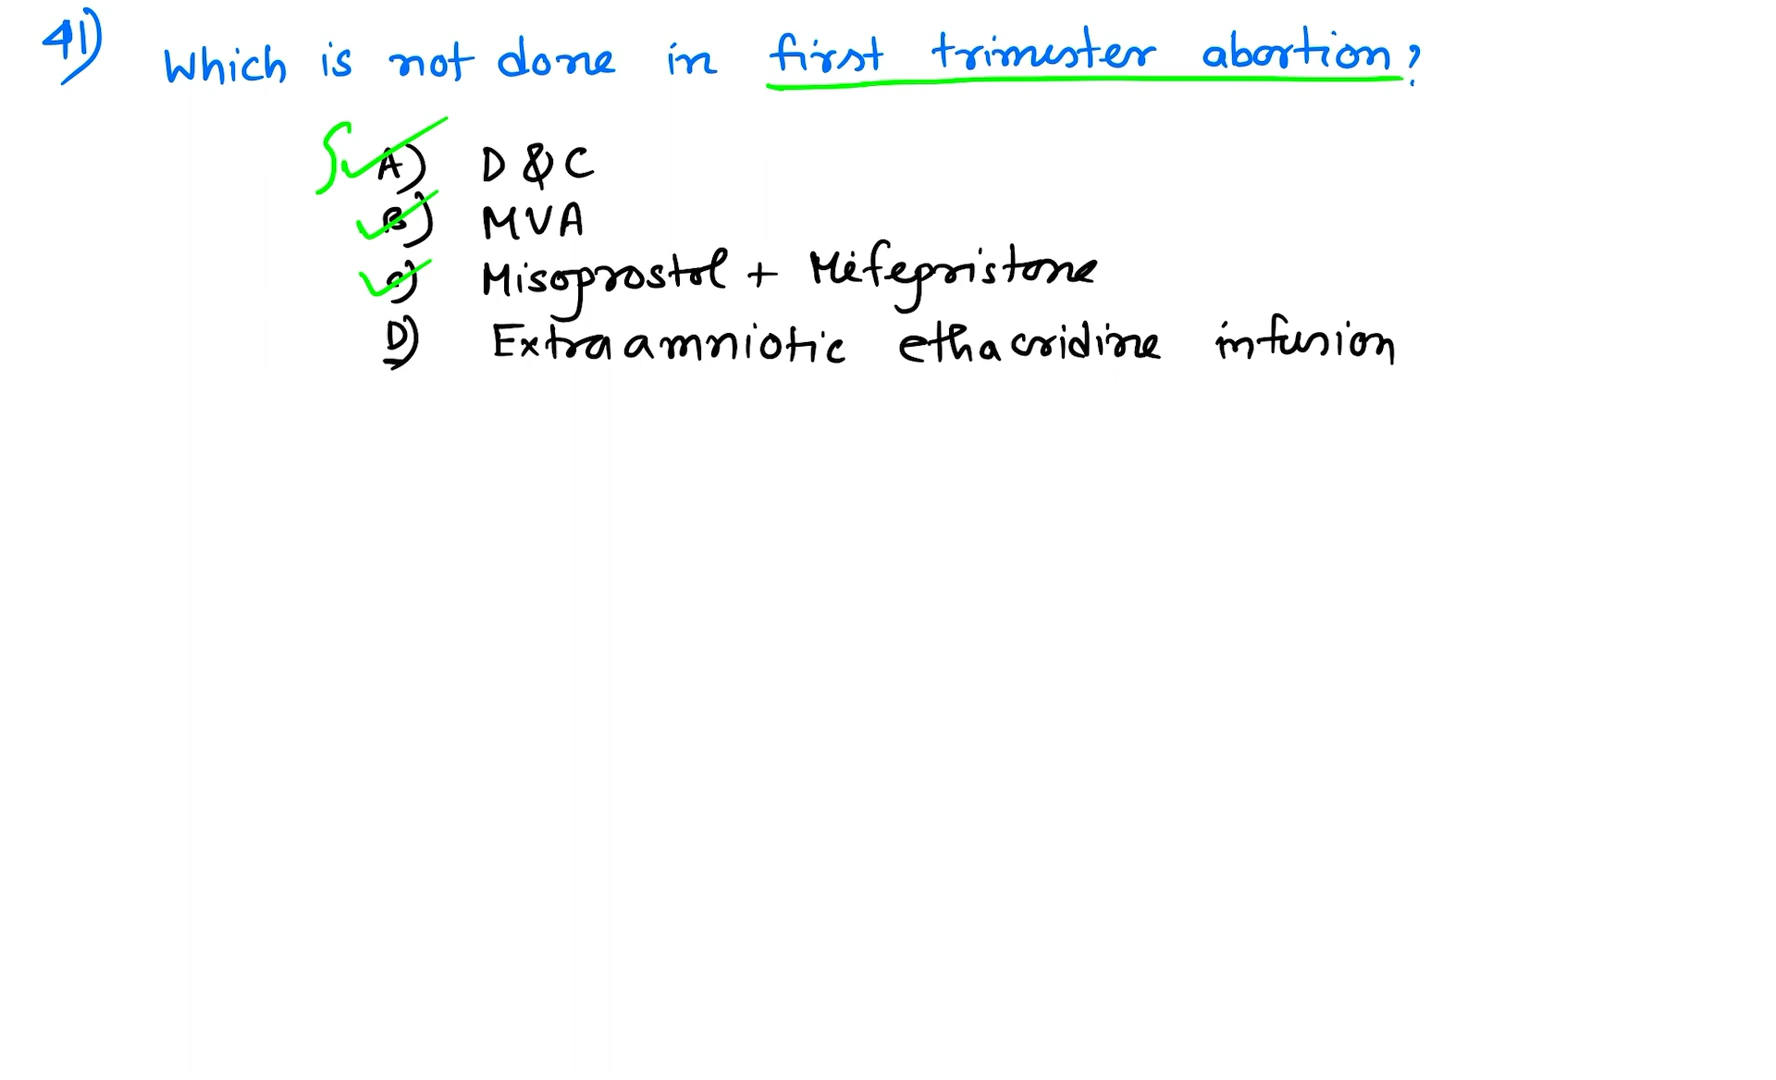 41) Which is not done in first trimester abortion?
A) D & C
B) MVA
C) Misoprostol + Mifepristone
D) Extraamniotic ethacridine infusion